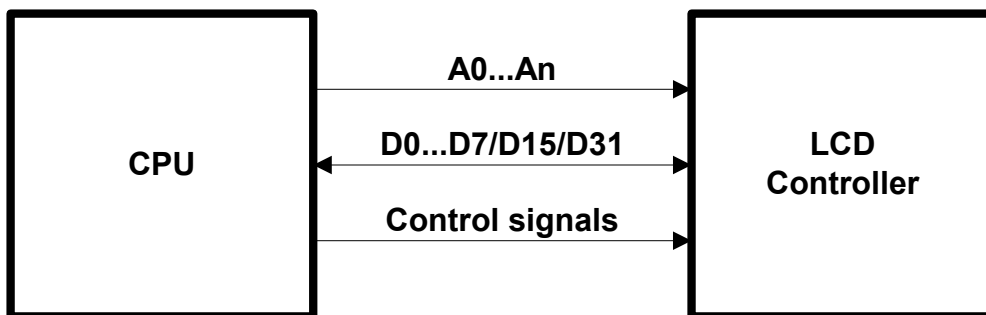 CPU
A0...An
D0...D7/D15/D31
Control signals
LCD
Controller